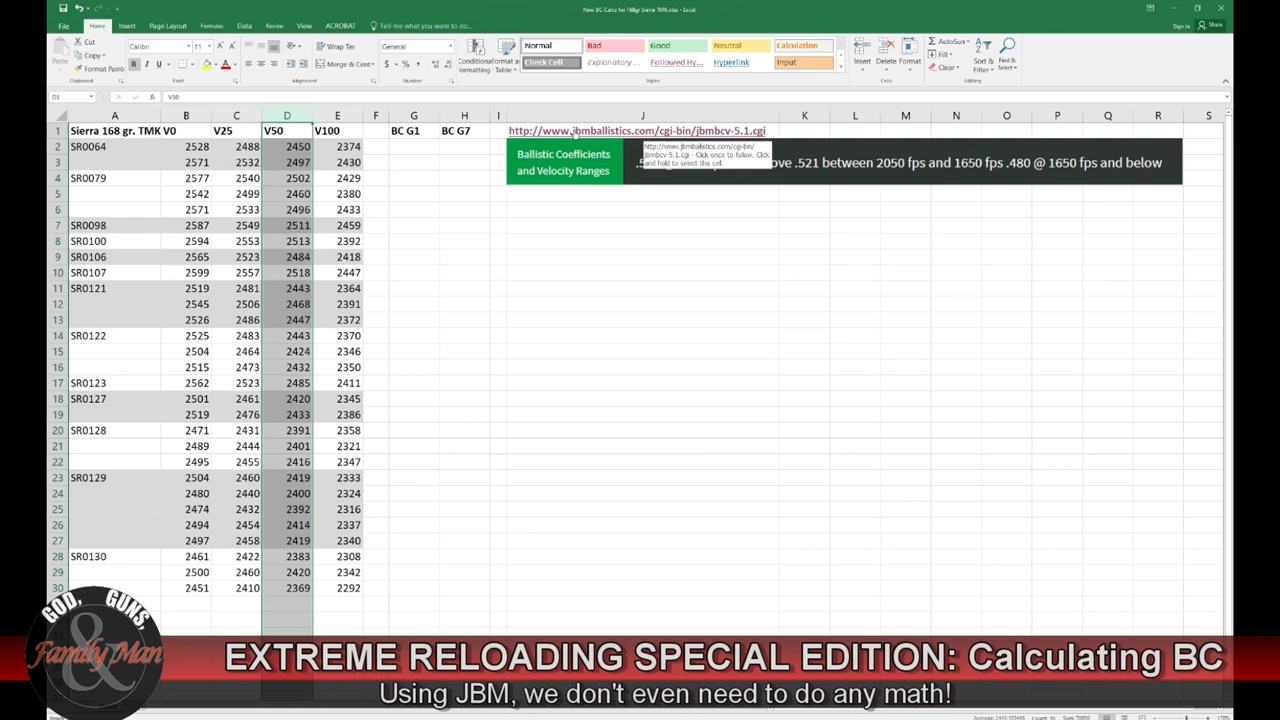 New BC Calcs for 168gr Sierra TMK.xlsx - Excel
File Home Insert Page Layout Formulas Data Review View ACROBAT Tell me what you want to do... Sign in Share
Cut
Copy
Format Painter
Paste
Calibri 11
B I U
Wrap Text
Merge & Center
General
$ % ,
Conditional Formatting Format as Table
Normal Bad Good Neutral Calculation
Check Cell Explanatory ... Followed Hy... Hyperlink Input
Insert Delete Format
AutoSum
Fill
Clear
Sort & Filter Find & Select
Clipboard Font Alignment Number Styles Cells Editing
D1 V50
A B C D E F G H I J K L M N O P Q R S
1 Sierra 168 gr. TMK V0 V25 V50 V100 BC G1 BC G7 http://www.jbmballistics.com/cgi-bin/jbmbcv-5.1.cgi
http://www.jbmballistics.com/cgi-bin/
jbmbcv-5.1.cgi - Click once to follow. Click
and hold to select this cell.
Ballistic Coefficients
and Velocity Ranges
.521 between 2050 fps and 1650 fps .480 @ 1650 fps and below
2 SR0064 2528 2488 2450 2374
3 2571 2532 2497 2430
4 SR0079 2577 2540 2502 2429
5 2542 2499 2460 2380
6 2571 2533 2496 2433
7 SR0098 2587 2549 2511 2459
8 SR0100 2594 2553 2513 2392
9 SR0106 2565 2523 2484 2418
10 SR0107 2599 2557 2518 2447
11 SR0121 2519 2481 2443 2364
12 2545 2506 2468 2391
13 2526 2486 2447 2372
14 SR0122 2525 2483 2443 2370
15 2504 2464 2424 2346
16 2515 2473 2432 2350
17 SR0123 2562 2523 2485 2411
18 SR0127 2501 2461 2420 2345
19 2519 2476 2433 2386
20 SR0128 2471 2431 2391 2358
21 2489 2444 2401 2321
22 2495 2455 2416 2347
23 SR0129 2504 2460 2419 2333
24 2480 2440 2400 2324
25 2474 2432 2392 2316
26 2494 2454 2414 2337
27 2497 2458 2419 2340
28 SR0130 2461 2422 2383 2308
29 2500 2460 2420 2342
30 2451 2410 2369 2292
GOD, GUNS,
&
Family Man
EXTREME RELOADING SPECIAL EDITION: Calculating BC
Using JBM, we don't even need to do any math!
170%